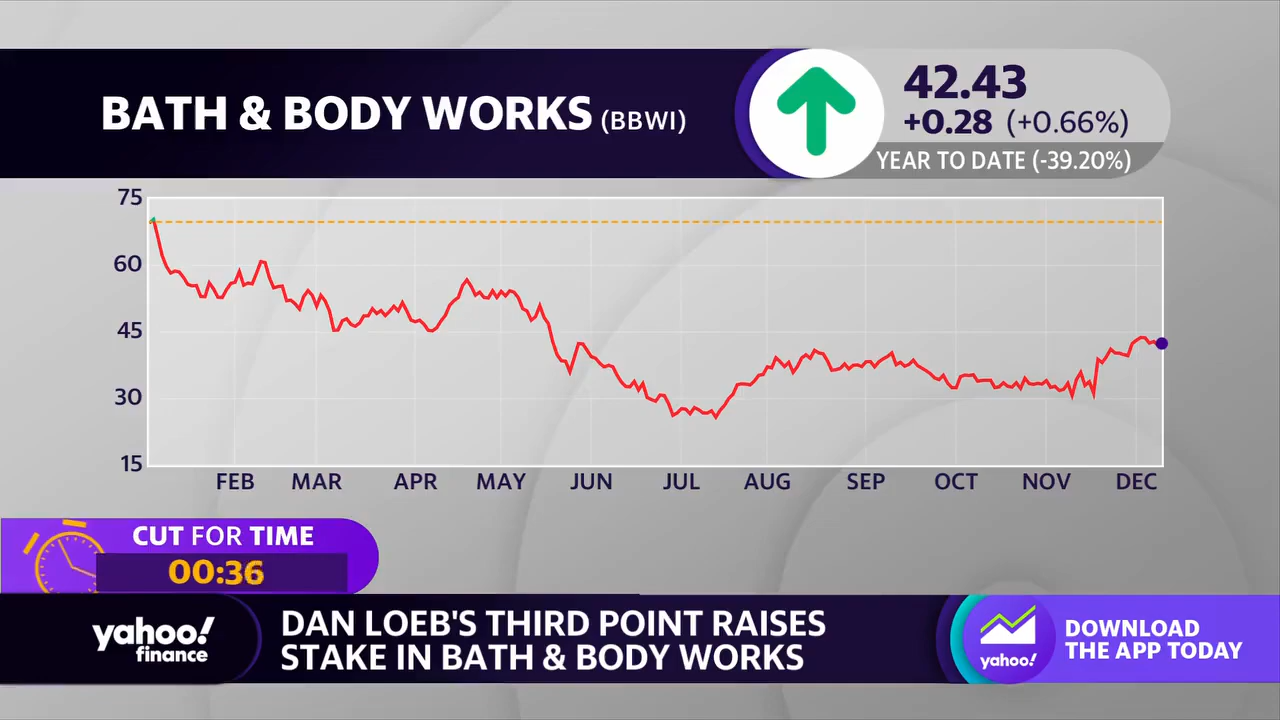 BATH & BODY WORKS (BBWI)
42.43
+0.28 (+0.66%)
YEAR TO DATE (-39.20%)
75
60
45
30
15
FEB MAR APR MAY JUN JUL AUG SEP OCT NOV DEC
CUT FOR TIME
00:36
yahoo!
finance
DAN LOEB'S THIRD POINT RAISES
STAKE IN BATH & BODY WORKS
yahoo!
DOWNLOAD
THE APP TODAY